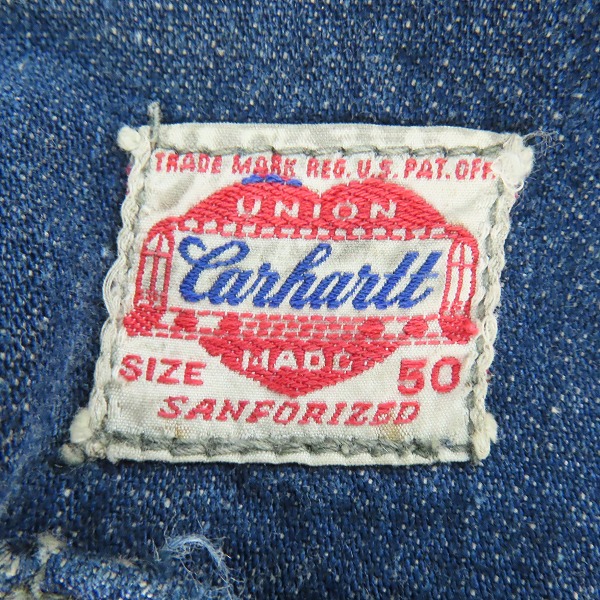 TRADE MARK REG. U.S. PAT. OFF.
UNION
Carhartt
MADE
SIZE 50
SANFORIZED